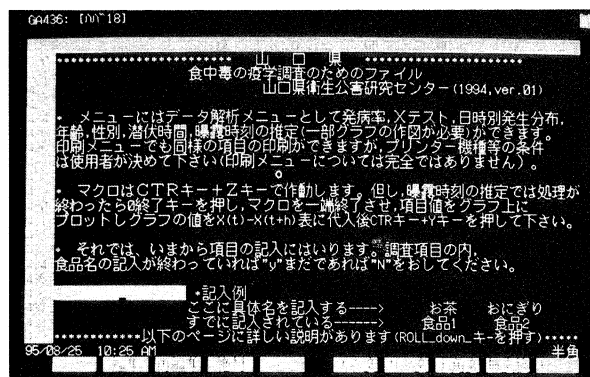 GA436: [ﾊﾊﾞ18]
山 口 県
食中毒の疫学調査のためのファイル
山口県衛生公害研究センター(1994,ver.01)
* メニューにはデータ解析メニューとして発病率,Xテスト,日時別発生分布,
年齢,性別,潜伏時間,曝露時刻の推定(一部グラフの作図が必要)ができます。
印刷メニューでも同様の項目の印刷ができますが,プリンター機種等の条件
は使用者が決めて下さい(印刷メニューについては完全ではありません)。
* マクロはCTRキー+Zキーで作動します。但し,曝露時刻の推定では処理が
終わったら0終了キーを押し,マクロを一端終了させ,項目値をグラフ上に
プロットしグラフの値をX(t)-X(t+h)表に代入後CTRキー+Yキーを押して下さい。
* それでは、いまから項目の記入にはいります。調査項目の内,
食品名の記入が終わっていれば"y"まだであれば"N"をおしてください。
*記入例
ここに具体名を記入する----> お茶 おにぎり
すでに記入されている------> 食品1 食品2
**********以下のページに詳しい説明があります(ROLL_down_キーを押す)*****
95/08/25 10:25 AM 半角